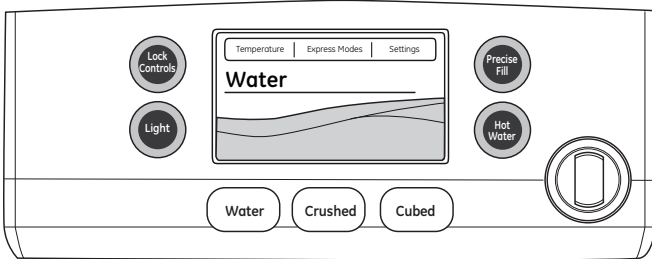 Lock
Controls
Temperature | Express Modes | Settings
Precise
Fill
Water
Light
Hot
Water
Water
Crushed
Cubed